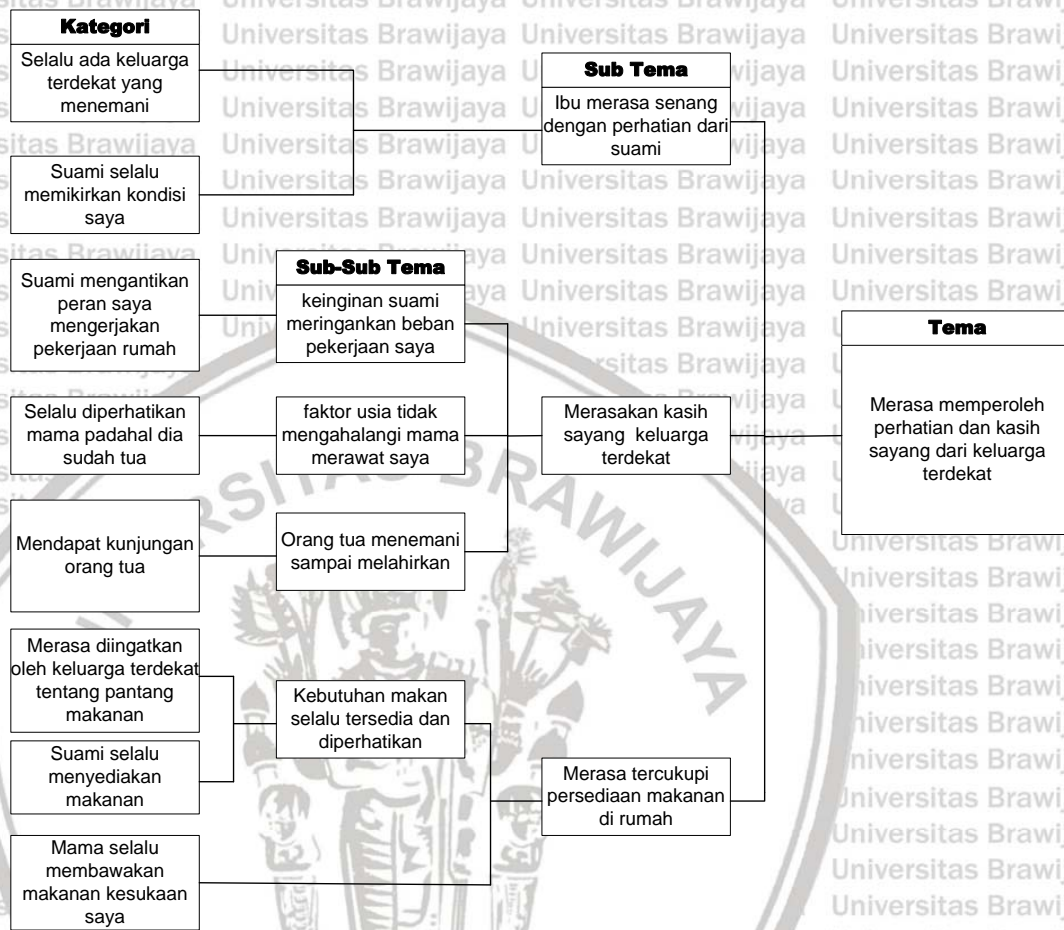 Kategori
Selalu ada keluarga
terdekat yang
menemani
Suami selalu
memikirkan kondisi
saya
Suami mengantikan
peran saya
mengerjakan
pekerjaan rumah
Selalu diperhatikan
mama padahal dia
sudah tua
Mendapat kunjungan
orang tua
Merasa diingatkan
oleh keluarga terdekat
tentang pantang
makanan
Suami selalu
menyediakan
makanan
Mama selalu
membawakan
makanan kesukaan
saya
Sub-Sub Tema
keinginan suami
meringankan beban
pekerjaan saya
faktor usia tidak
mengahalangi mama
merawat saya
Orang tua menemani
sampai melahirkan
Kebutuhan makan
selalu tersedia dan
diperhatikan
Sub Tema
Ibu merasa senang
dengan perhatian dari
suami
Merasakan kasih
sayang keluarga
terdekat
Merasa tercukupi
persediaan makanan
di rumah
Tema
Merasa memperoleh
perhatian dan kasih
sayang dari keluarga
terdekat
Universitas Brawijaya
BRAWIJAYA